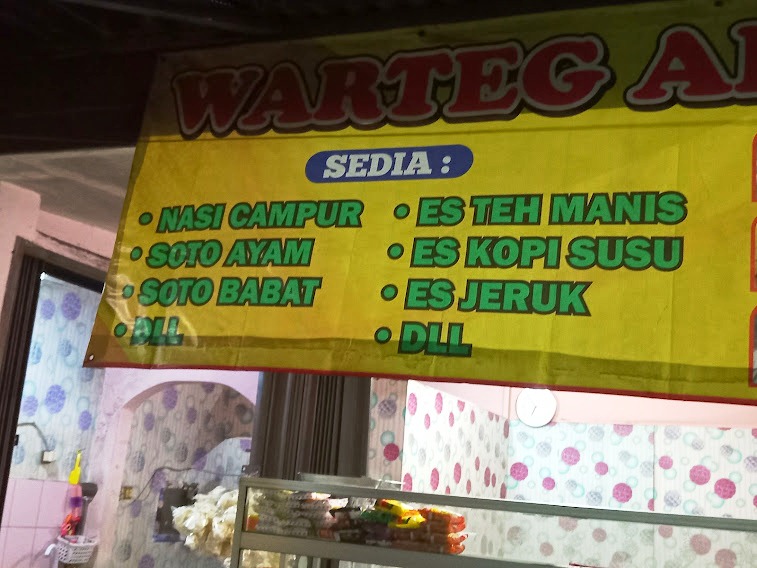 WARTEG
SEDIA :
• NASI CAMPUR
• SOTO AYAM
• SOTO BABAT
• DLL
• ES TEH MANIS
• ES KOPI SUSU
• ES JERUK
• DLL